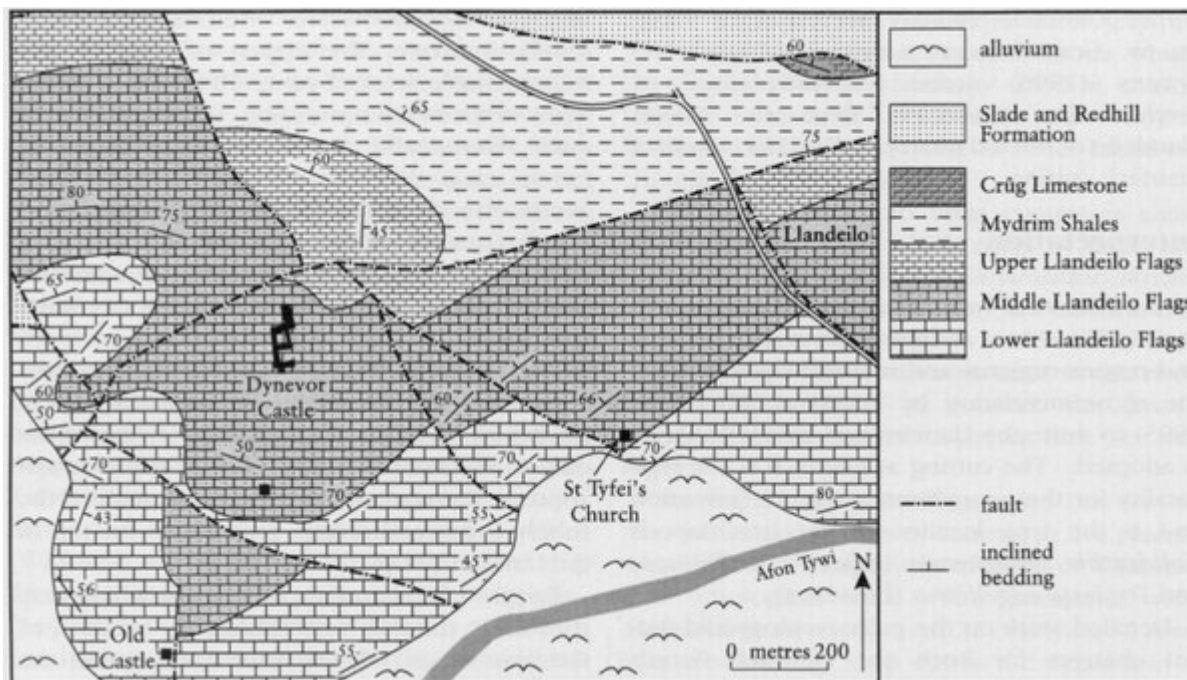 60
alluvium
65
75
Slade and Redhill
Formation
60
80
Crûg Limestone
75
45
Llandeilo
Mydrim Shales
65
Upper Llandeilo Flags
Middle Llandeilo Flags
70
Lower Llandeilo Flags
60
Dynevor
Castle
60
66
50
50
70
70
70
70
St Tyfei's
Church
43
55
80
fault
45
Afon Tywi
N
inclined
bedding
56
Old
Castle
55
0 metres 200